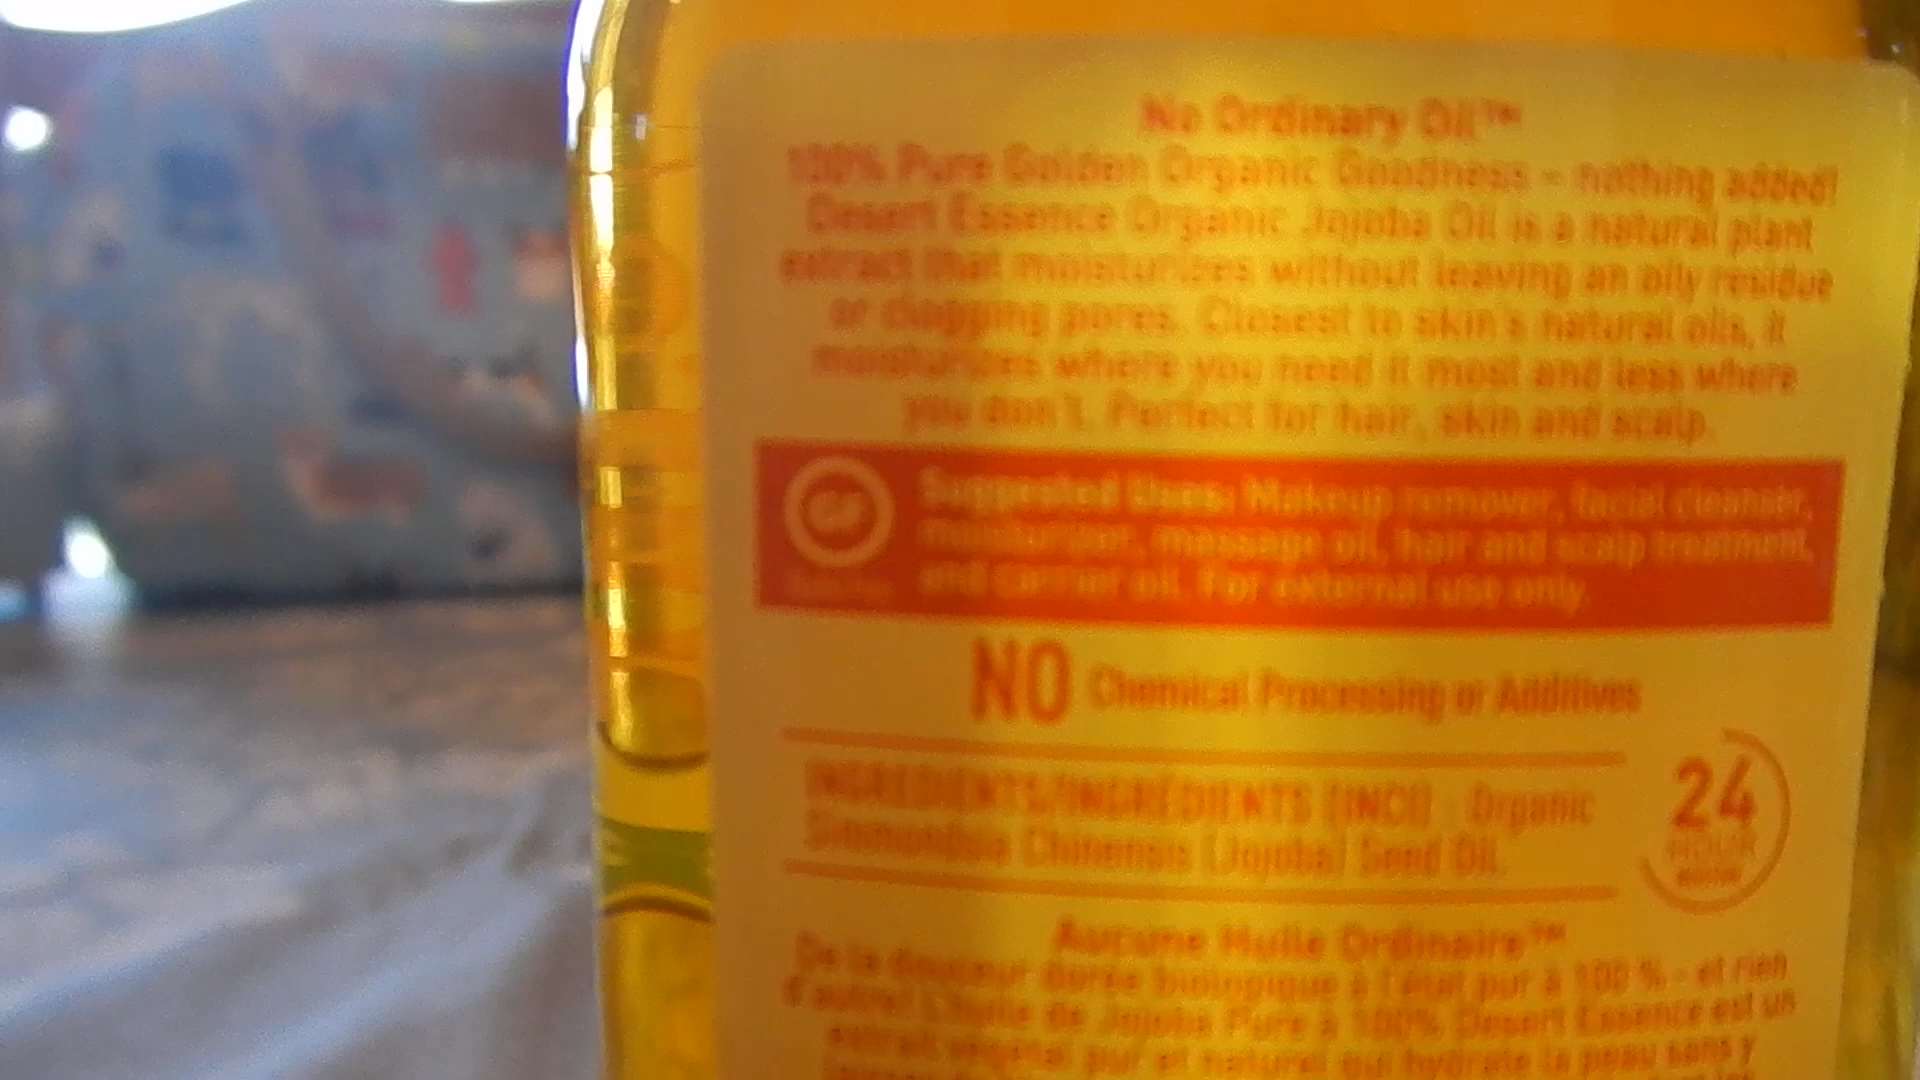 No Ordinary Oil™
100% Pure Golden Organic Goodness – nothing added!
Desert Essence Organic Jojoba Oil is a natural plant
extract that moisturizes without leaving an oily residue
or clogging pores. Closest to skin's natural oils, it
moisturizes where you need it most and less where
you don't. Perfect for hair, skin and scalp.
GF
Suggested Uses: Makeup remover, facial cleanser,
moisturizer, massage oil, hair and scalp treatment,
and carrier oil. For external use only.
NO Chemical Processing or Additives
INGREDIENTS/INGRÉDIENTS (INCI) : Organic
Simmondsia Chinensis (Jojoba) Seed Oil.
24
HOUR
Aucune Huile Ordinaire™
De la douceur dorée biologique à l'état pur à 100 % - et rien
d'autre! L'huile de Jojoba Pure à 100% Desert Essence est un
extrait végétal pur et naturel qui hydrate la peau sans y